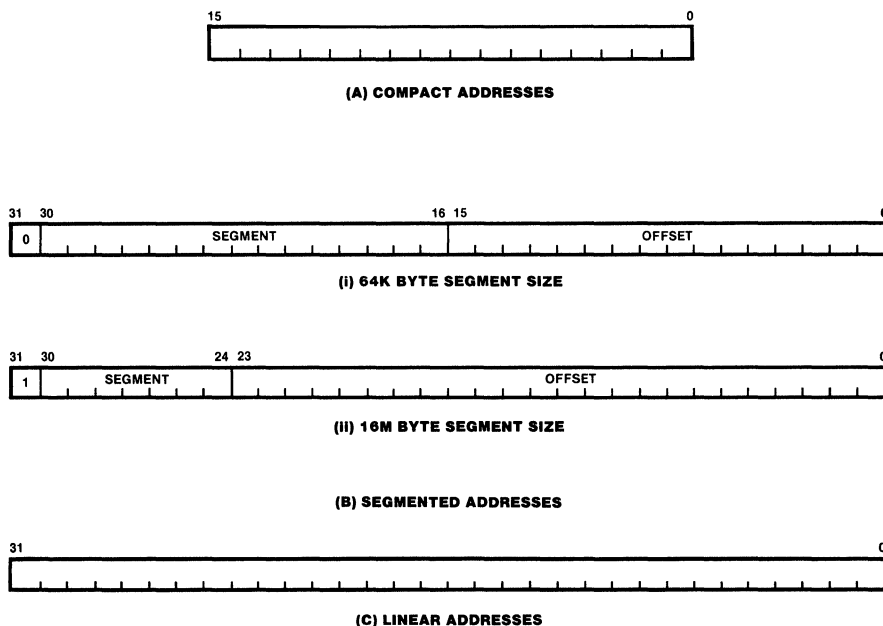 15 0
(A) COMPACT ADDRESSES
31 30 16 15
0 SEGMENT OFFSET
(i) 64K BYTE SEGMENT SIZE
31 30 24 23
1 SEGMENT OFFSET
(ii) 16M BYTE SEGMENT SIZE
(B) SEGMENTED ADDRESSES
31
(C) LINEAR ADDRESSES